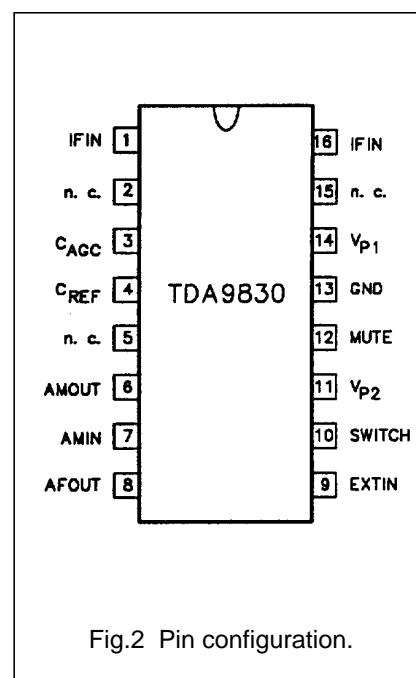 IFIN 1 16 IFIN
n. c. 2 15 n. c.
CAGC 3 14 VP1
CREF 4 TDA9830 13 GND
n. c. 5 12 MUTE
AMOUT 6 11 VP2
AMIN 7 10 SWITCH
AFOUT 8 9 EXTIN
Fig.2 Pin configuration.